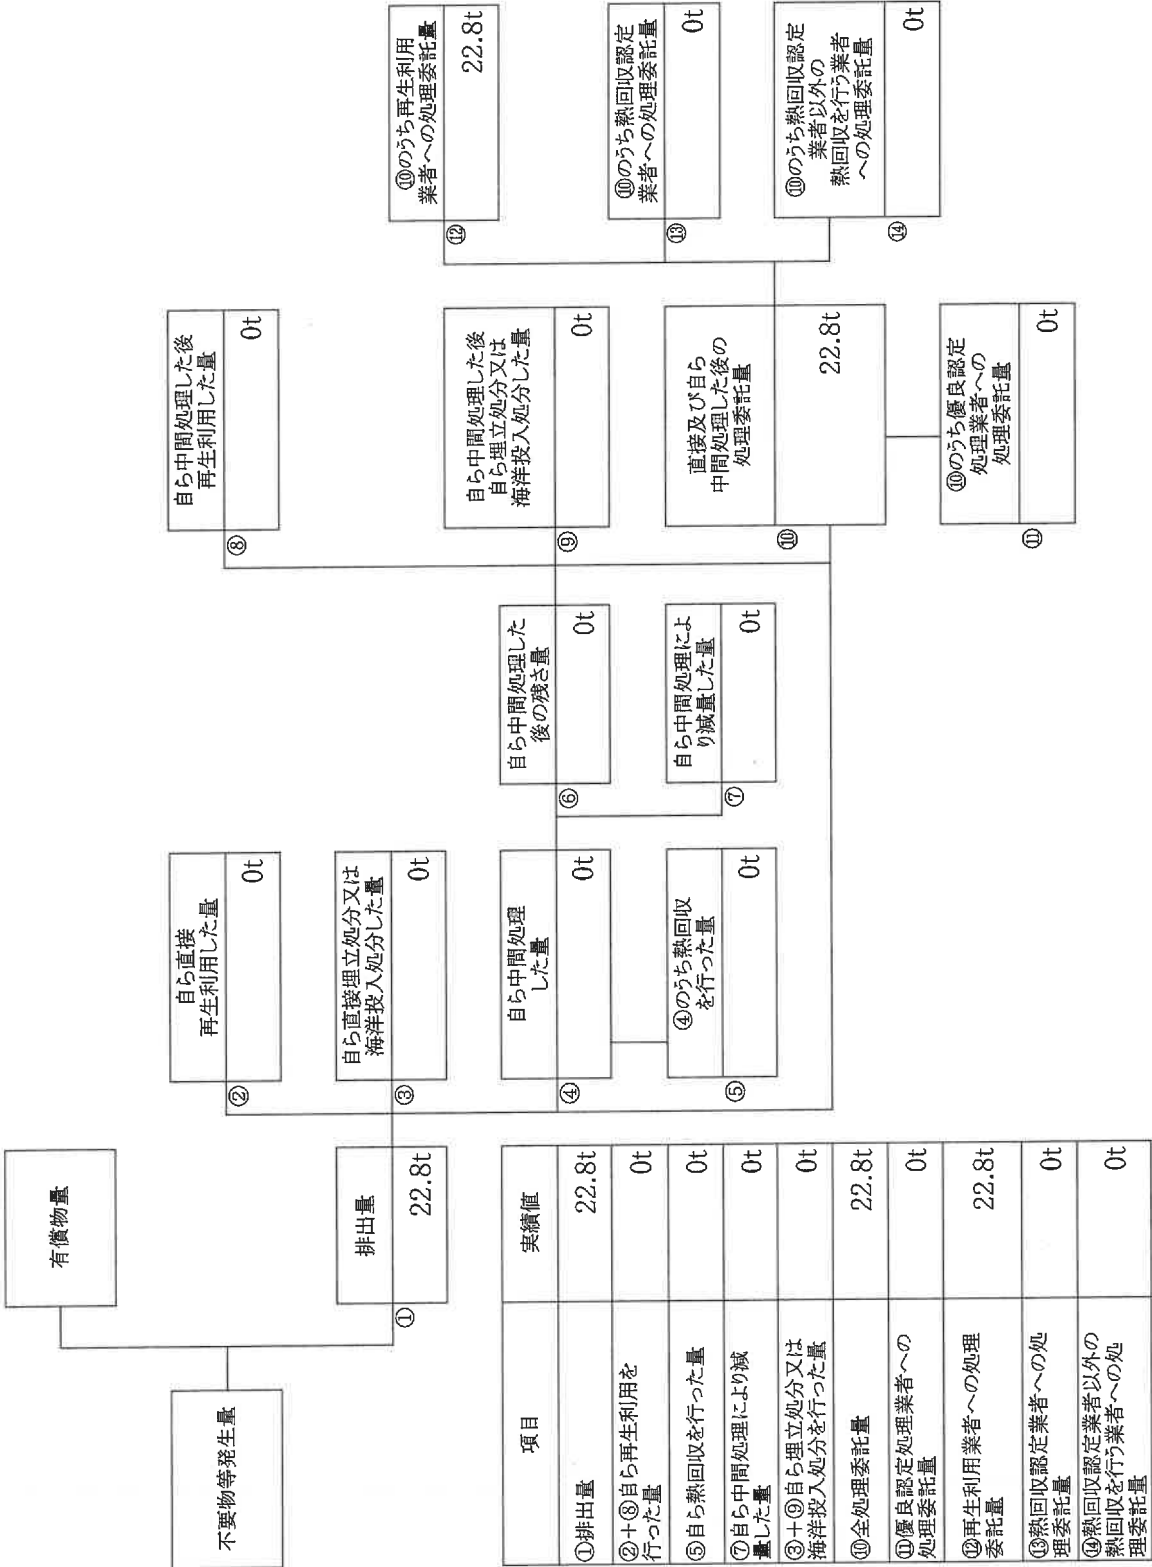 不要物等発生量
有償物量
排出量
①
22.8t
自ら直接
再生利用した量
②
0t
自ら直接埋立処分又は
海洋投入処分した量
③
0t
自ら中間処理
した量
④
0t
④のうち熱回収
を行った量
⑤
0t
自ら中間処理した
後の残さ量
⑥
0t
自ら中間処理によ
り減量した量
⑦
0t
自ら中間処理した後
再生利用した量
⑧
0t
自ら中間処理した後
自ら埋立処分又は
海洋投入処分した量
⑨
0t
直接及び自ら
中間処理した後の
処理委託量
⑩
22.8t
⑩のうち優良認定
処理業者への
処理委託量
⑪
0t
⑩のうち再生利用
業者への処理委託量
⑫
22.8t
⑩のうち熱回収認定
業者への処理委託量
⑬
0t
⑩のうち熱回収認定
業者以外の
熱回収を行う業者
への処理委託量
⑭
0t
項目
実績値
①排出量
22.8t
②+⑧自ら再生利用を
行った量
0t
⑤自ら熱回収を行った量
0t
⑦自ら中間処理により減
量した量
0t
③+⑨自ら埋立処分又は
海洋投入処分を行った量
0t
⑩全処理委託量
22.8t
⑪優良認定処理業者への
処理委託量
0t
⑫再生利用業者への処理
委託量
22.8t
⑬熱回収認定業者への処
理委託量
0t
⑭熱回収認定業者以外の
熱回収を行う業者への処
理委託量
0t